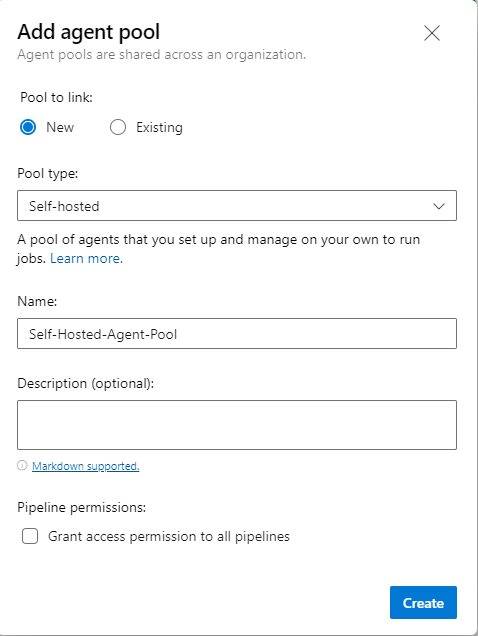 Add agent pool
Agent pools are shared across an organization.
Pool to link:
New Existing
Pool type:
Self-hosted
A pool of agents that you set up and manage on your own to run
jobs. Learn more.
Name:
Self-Hosted-Agent-Pool
Description (optional):
Markdown supported.
Pipeline permissions:
Grant access permission to all pipelines
Create